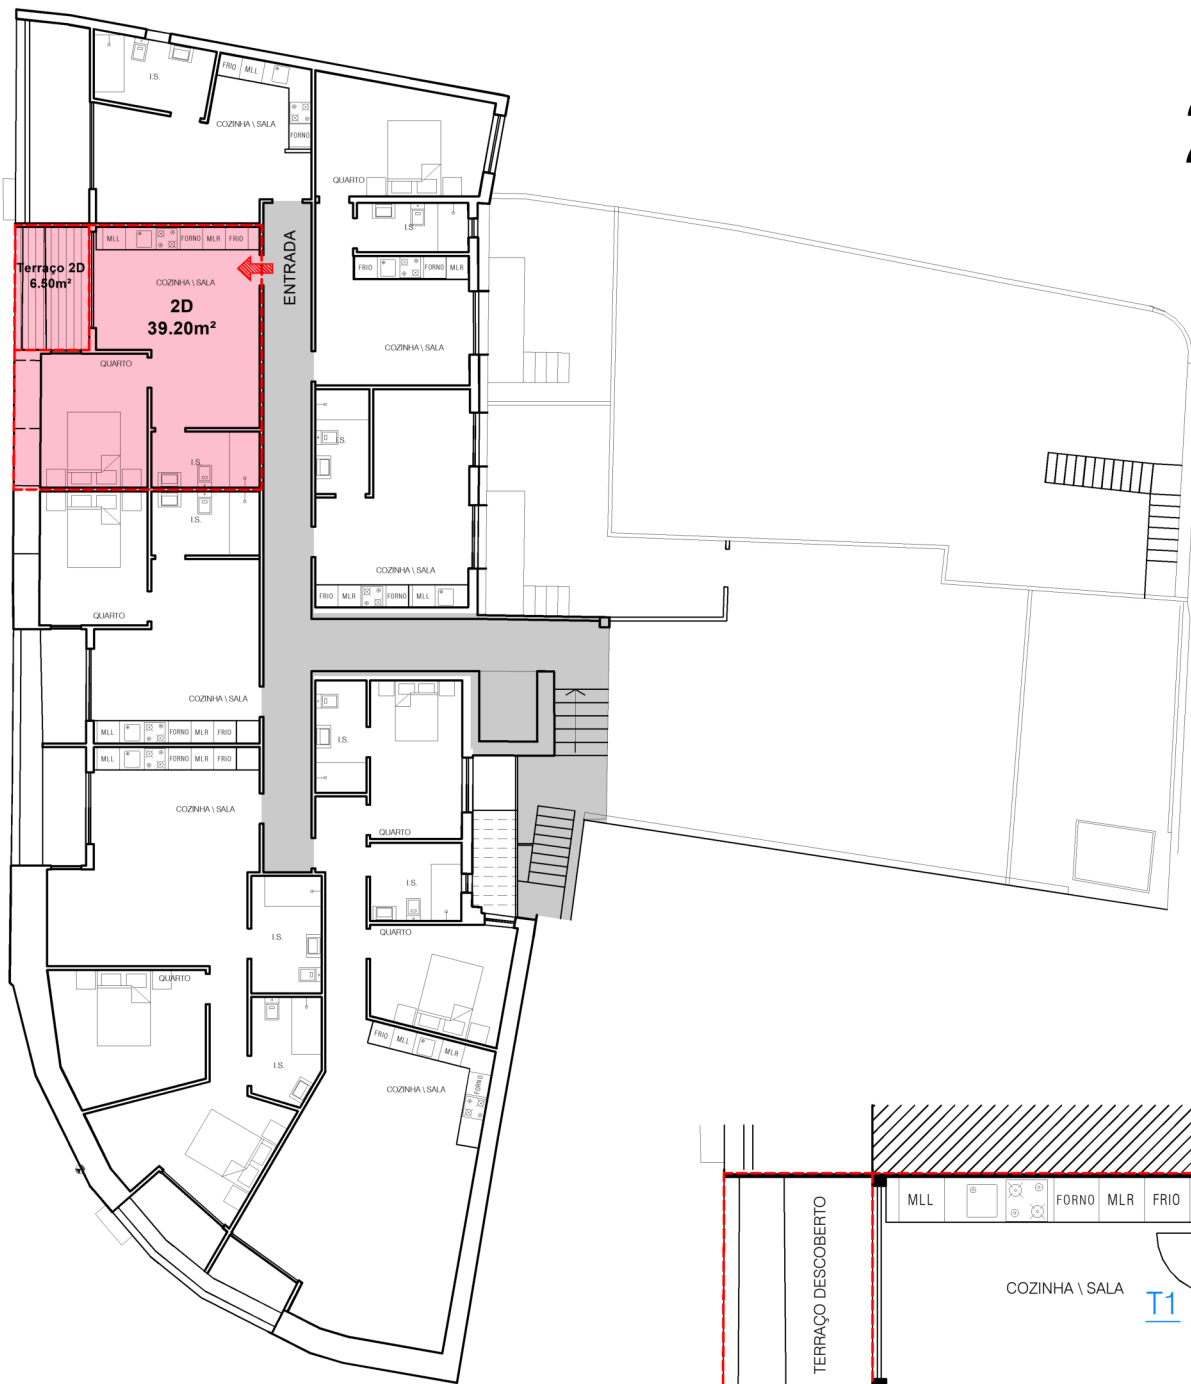 I.S.
FRIO MLL
COZINHA \ SALA
FORNO
QUARTO
I.S.
ENTRADA
MLL FORNO MLR FRIO
FRIO FORNO MLR
Terraço 2D
6.50m²
COZINHA \ SALA
2D
39.20m²
COZINHA \ SALA
QUARTO
I.S.
I.S.
I.S.
COZINHA \ SALA
FRIO MLR FORNO MLL
QUARTO
COZINHA \ SALA
MLL FORNO MLR FRIO
I.S.
MLL FORNO MLR FRIO
COZINHA \ SALA
QUARTO
I.S.
QUARTO
I.S.
QUARTO
FRIO MLL MLR
FORNO
I.S.
COZINHA \ SALA
MLL FORNO MLR FRIO
TERRAÇO DESCOBERTO
COZINHA \ SALA
T1